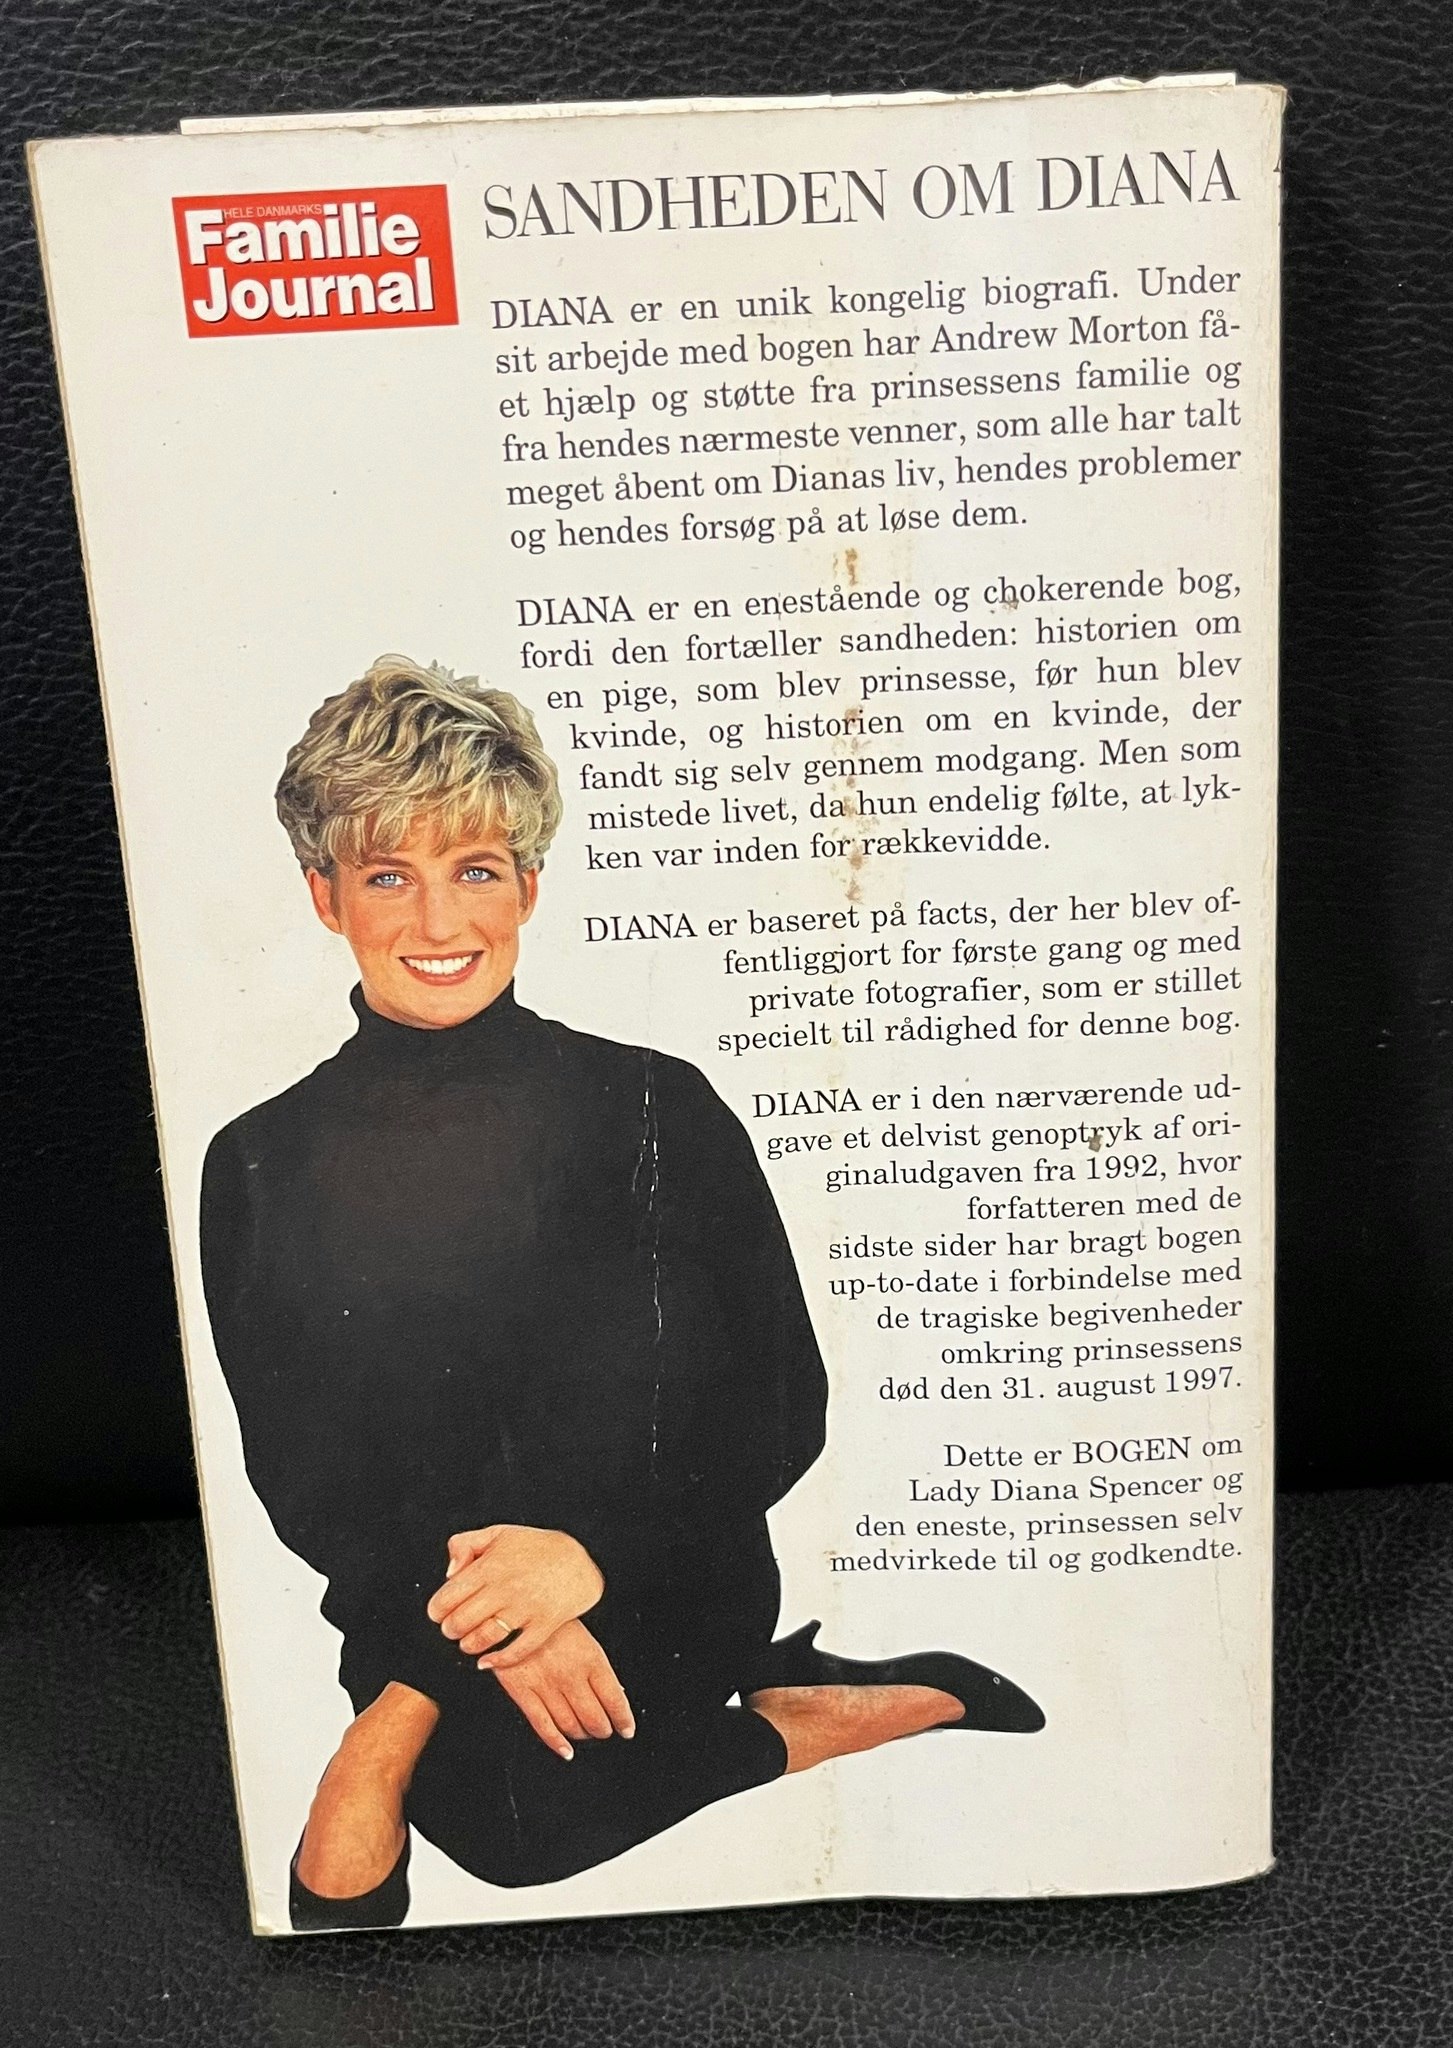 HELE DANMARKS
Familie
Journal
SANDHEDEN OM DIANA
DIANA er en unik kongelig biografi. Under
sit arbejde med bogen har Andrew Morton få-
et hjælp og støtte fra prinsessens familie og
fra hendes nærmeste venner, som alle har talt
meget åbent om Dianas liv, hendes problemer
og hendes forsøg på at løse dem.
DIANA er en enestående og chokerende bog,
fordi den fortæller sandheden: historien om
en pige, som blev prinsesse, før hun blev
kvinde, og historien om en kvinde, der
fandt sig selv gennem modgang. Men som
mistede livet, da hun endelig følte, at lyk-
ken var inden for rækkevidde.
DIANA er baseret på facts, der her blev of-
fentliggjort for første gang og med
private fotografier, som er stillet
specielt til rådighed for denne bog.
DIANA er i den nærværende ud-
gave et delvist genoptryk af ori-
ginaludgaven fra 1992, hvor
forfatteren med de
sidste sider har bragt bogen
up-to-date i forbindelse med
de tragiske begivenheder
omkring prinsessens
død den 31. august 1997.
Dette er BOGEN om
Lady Diana Spencer og
den eneste, prinsessen selv
medvirkede til og godkendte.